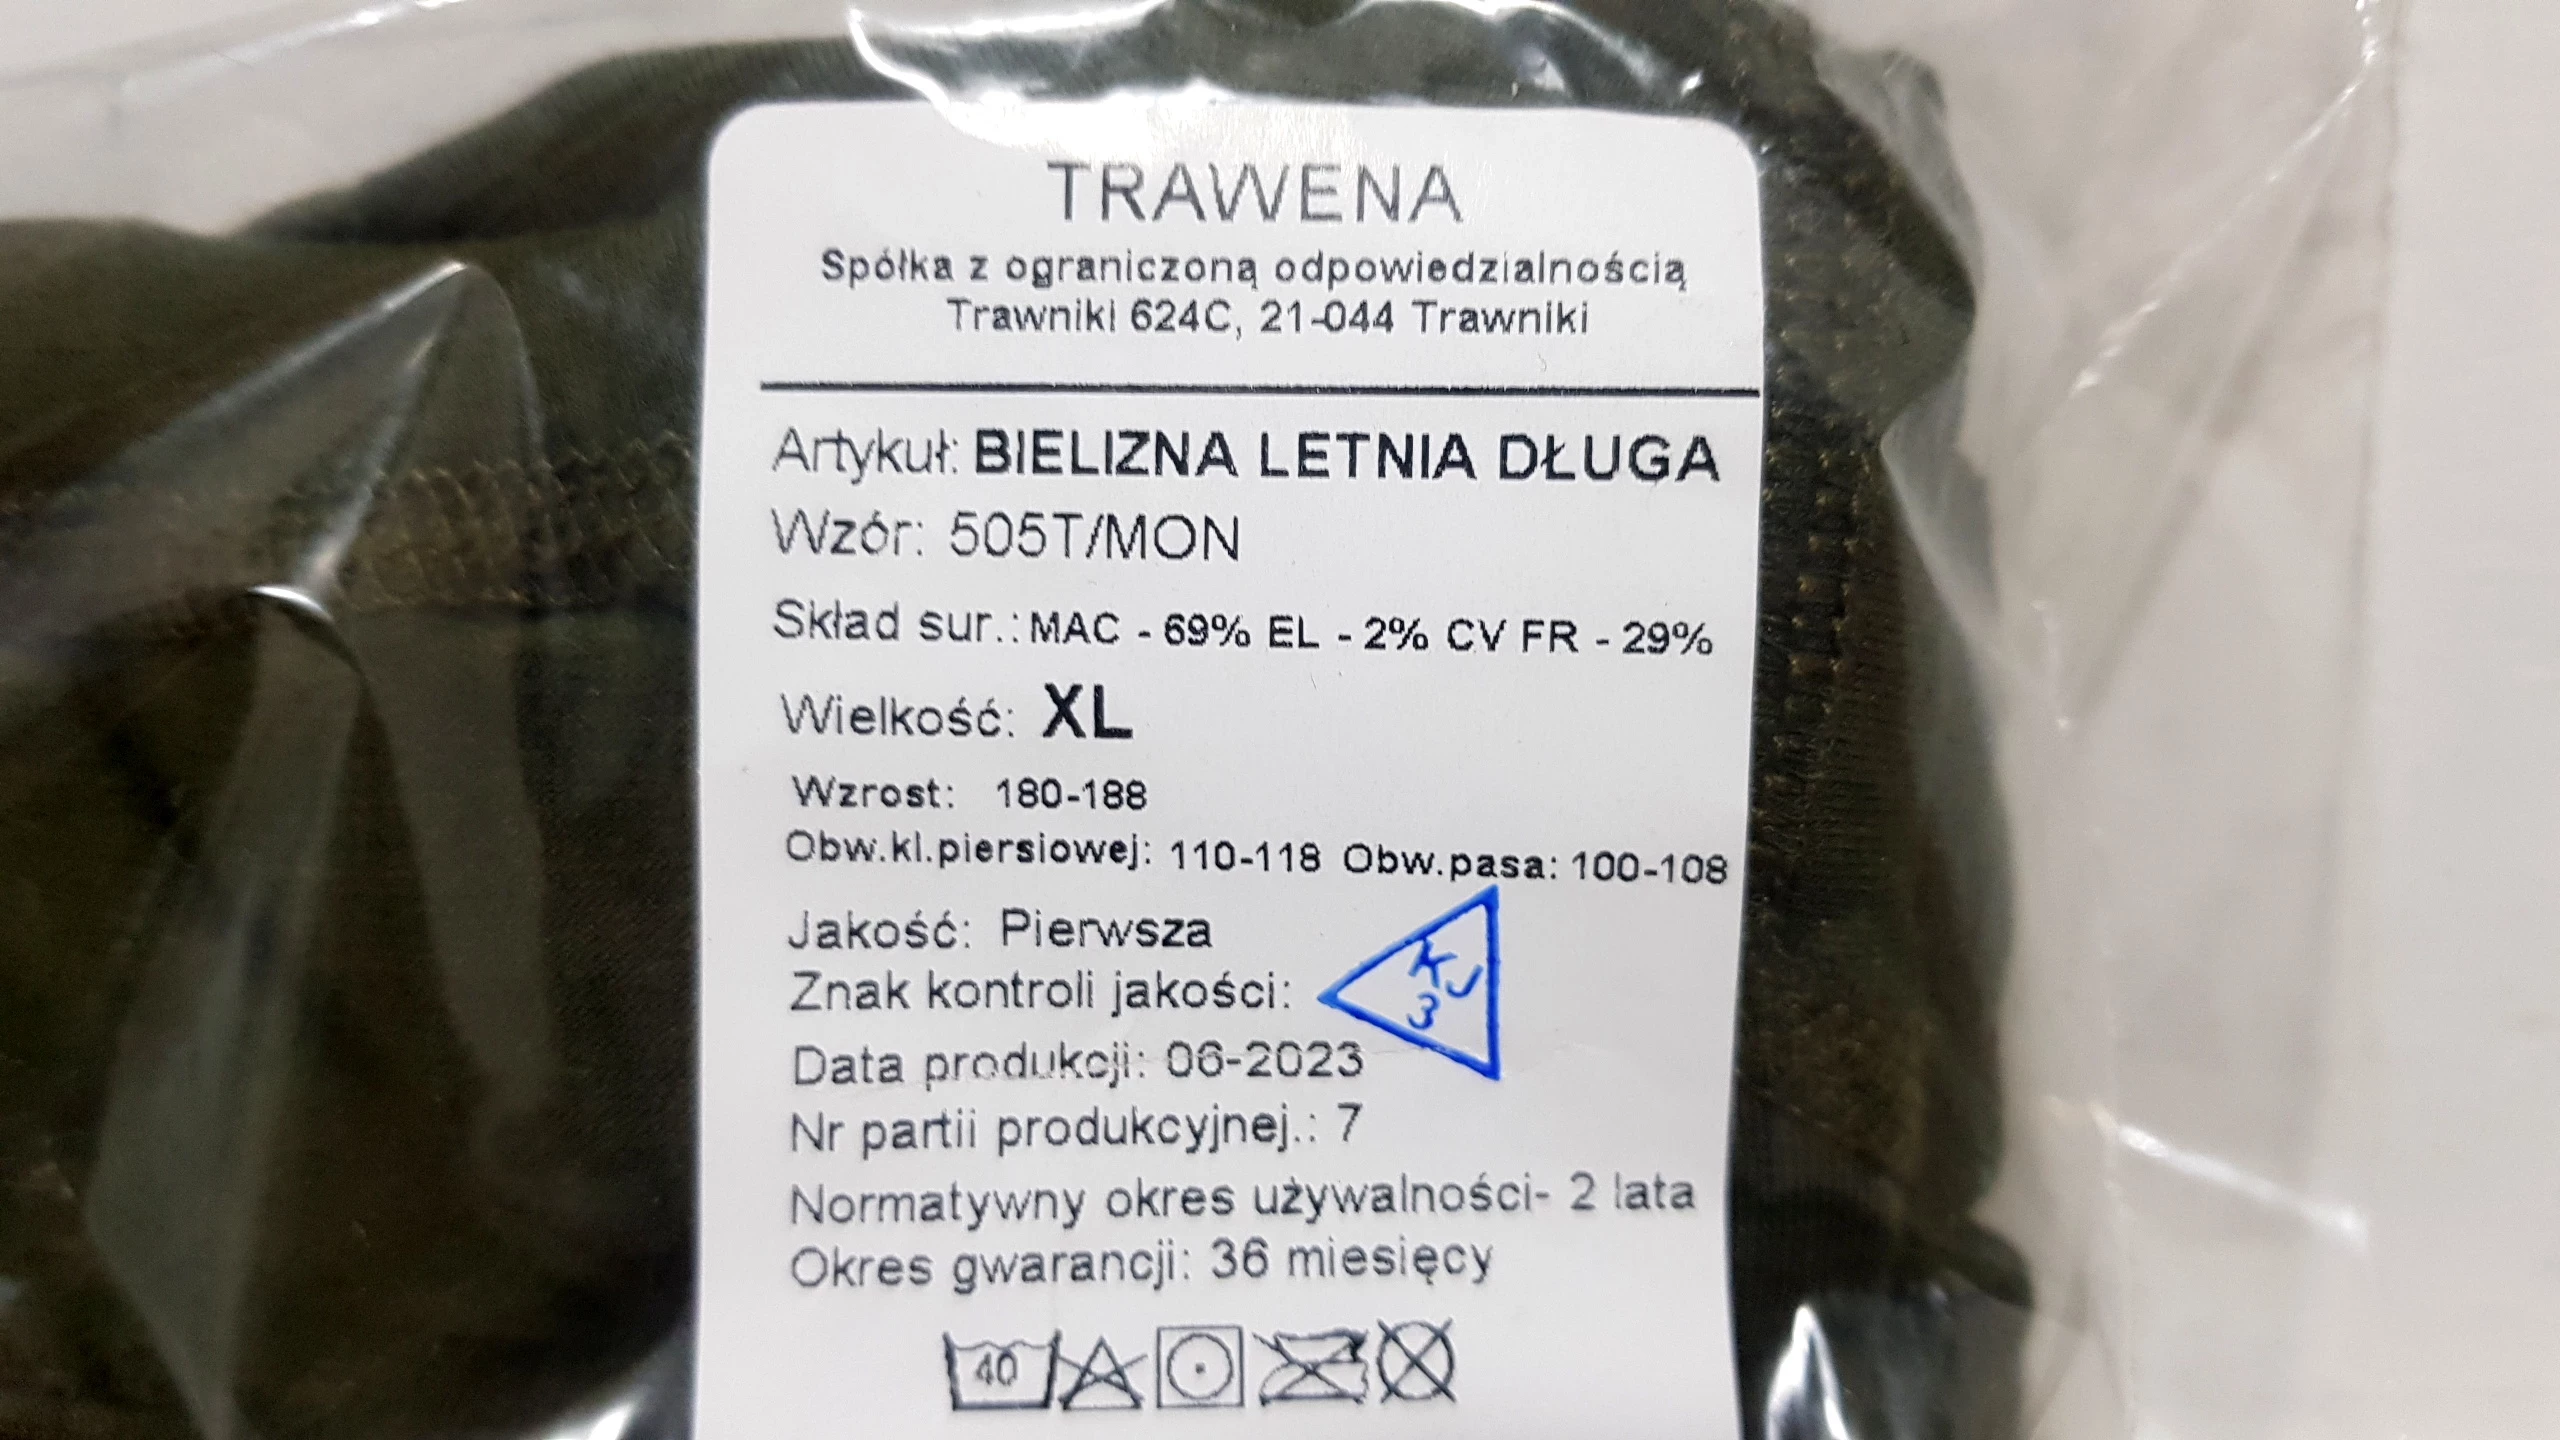 TRAWENA
Spółka z ograniczoną odpowiedzialnością
Trawniki 624C, 21-044 Trawniki
Artykuł: BIELIZNA LETNIA DŁUGA
Wzór: 505T/MON
Skład sur.: MAC - 69% EL - 2% CV FR - 29%
Wielkość: XL
Wzrost: 180-188
Obw.kl.piersiowej: 110-118 Obw.pasa: 100-108
Jakość: Pierwsza
Znak kontroli jakości: KJ 3
Data produkcji: 06-2023
Nr partii produkcyjnej.: 7
Normatywny okres używalności- 2 lata
Okres gwarancji: 36 miesięcy
40